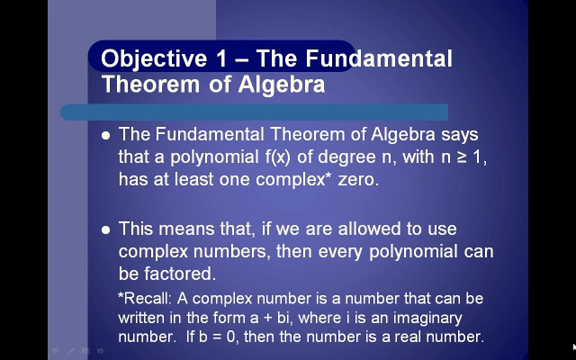 Objective 1 – The Fundamental
Theorem of Algebra
The Fundamental Theorem of Algebra says
that a polynomial f(x) of degree n, with n ≥ 1,
has at least one complex* zero.
This means that, if we are allowed to use
complex numbers, then every polynomial can
be factored.
*Recall: A complex number is a number that can be
written in the form a + bi, where i is an imaginary
number. If b = 0, then the number is a real number.